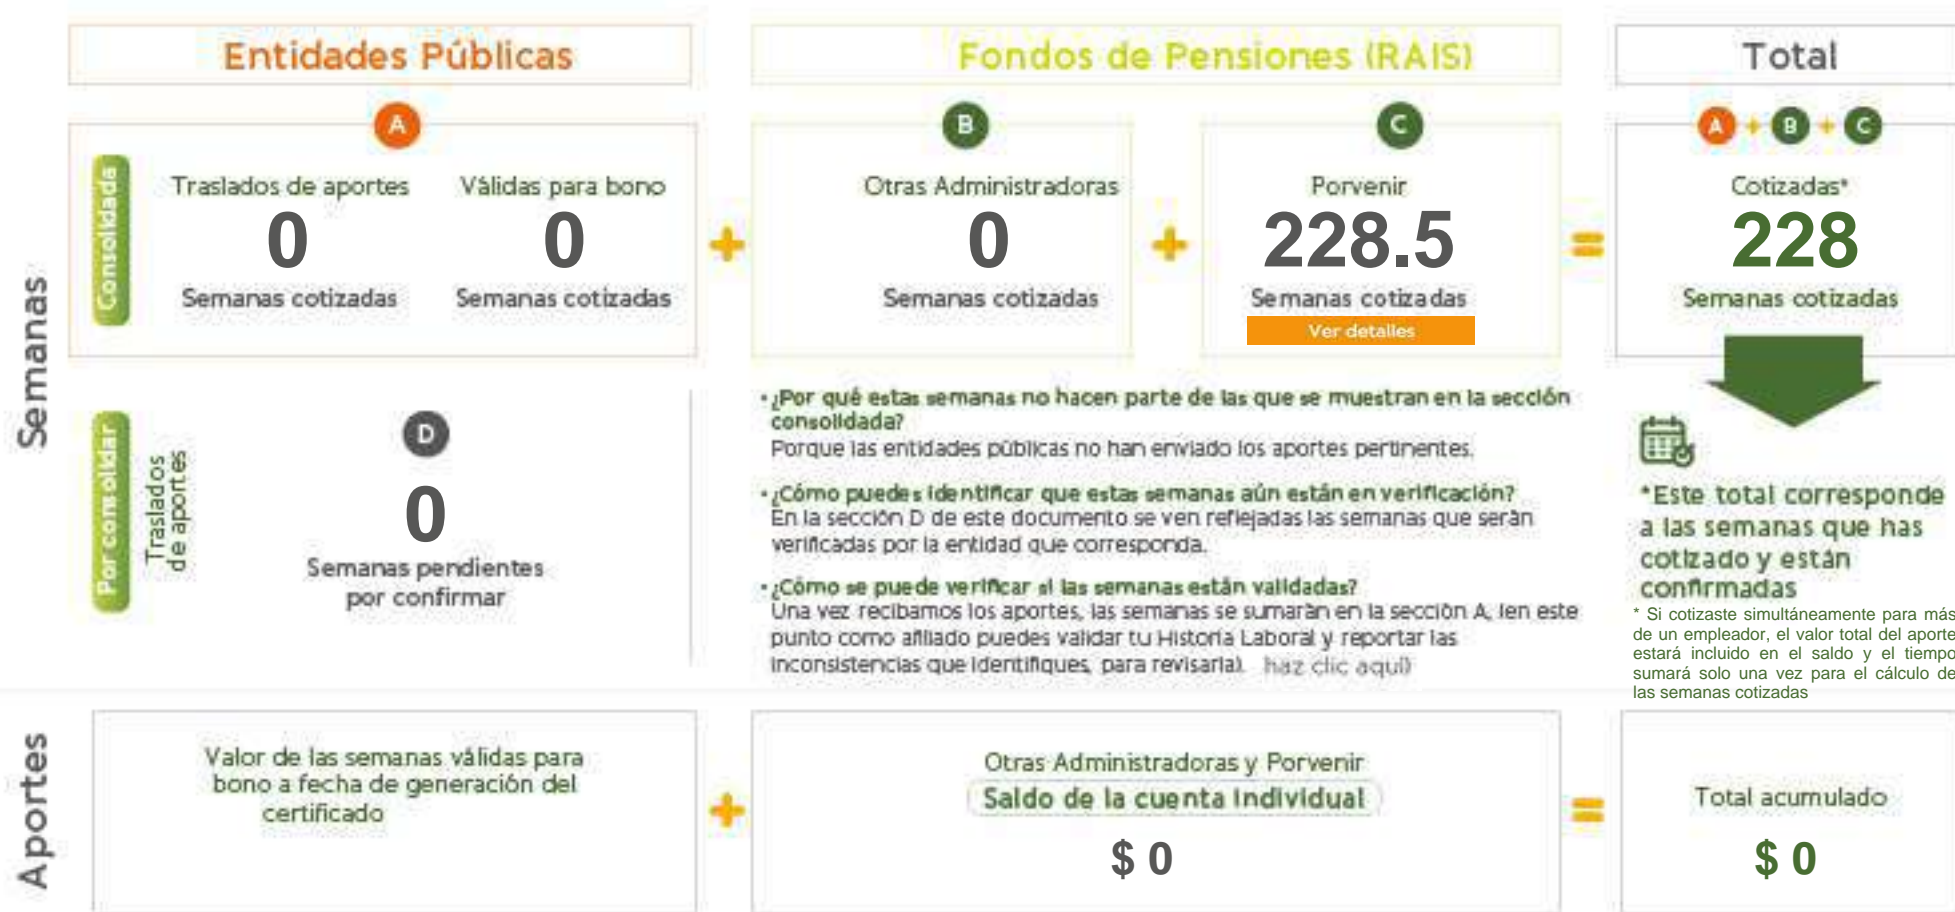 Entidades Públicas
Fondos de Pensiones (RAIS)
Total
Semanas
Consolidada
A
Traslados de aportes
0
Semanas cotizadas
Válidas para bono
0
Semanas cotizadas
+
B
Otras Administradoras
0
Semanas cotizadas
+
C
Porvenir
228.5
Semanas cotizadas
Ver detalles
=
A + B + C
Cotizadas*
228
Semanas cotizadas
Por consolidar
Traslados
de aportes
D
0
Semanas pendientes
por confirmar
• ¿Por qué estas semanas no hacen parte de las que se muestran en la sección
consolidada?
Porque las entidades públicas no han enviado los aportes pertinentes.
• ¿Cómo puedes identificar que estas semanas aún están en verificación?
En la sección D de este documento se ven reflejadas las semanas que serán
verificadas por la entidad que corresponda.
• ¿Cómo se puede verificar si las semanas están validadas?
Una vez recibamos los aportes, las semanas se sumarán en la sección A, (en este
punto como afiliado puedes validar tu Historia Laboral y reportar las
inconsistencias que identifiques, para revisarla). haz clic aquí)
*Este total corresponde
a las semanas que has
cotizado y están
confirmadas
* Si cotizaste simultáneamente para más
de un empleador, el valor total del aporte
estará incluido en el saldo y el tiempo
sumará solo una vez para el cálculo de
las semanas cotizadas
Aportes
Valor de las semanas válidas para
bono a fecha de generación del
certificado
+
Otras Administradoras y Porvenir
Saldo de la cuenta Individual
$ 0
=
Total acumulado
$ 0